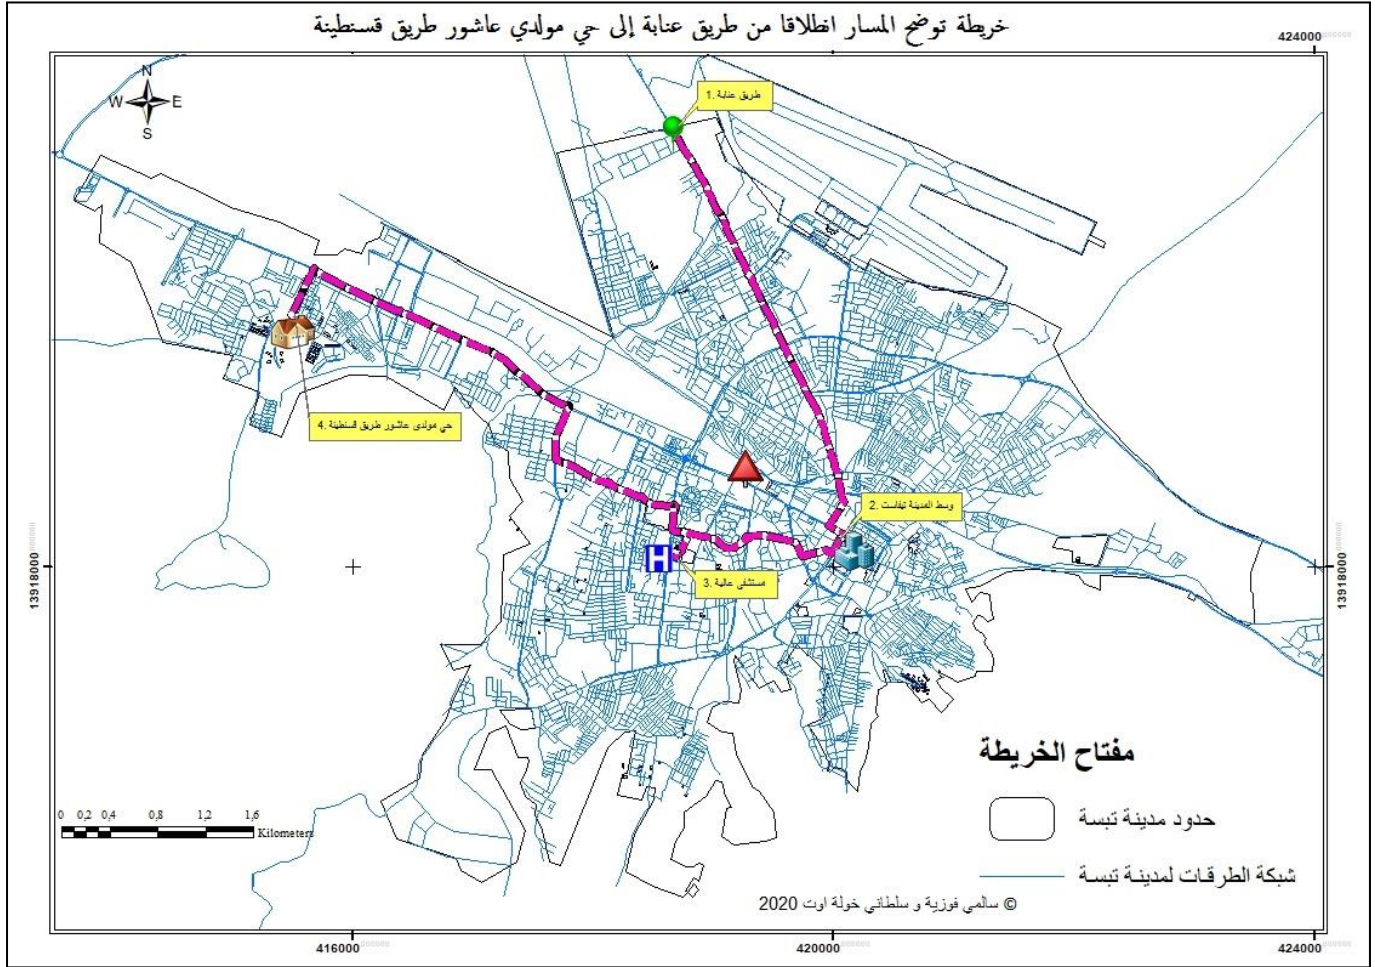 خريطة توضح المسار انطلاقا من طريق عنابة إلى حي مولدي عاشور طريق قسنطينة
424000
N
W
E
S
طريق عنابة .1
حي مولدي عاشور طريق قسنطينة .4
وسط المدينة تيفاست .2
H
مستشفى عالية .3
13918000
13918000
مفتاح الخريطة
حدود مدينة تبسة
شبكة الطرقات لمدينة تبسة
0 0,2 0,4 0,8 1,2 1,6
Kilometers
© سالمي فوزية و سلطاني خولة اوت 2020
416000
420000
424000